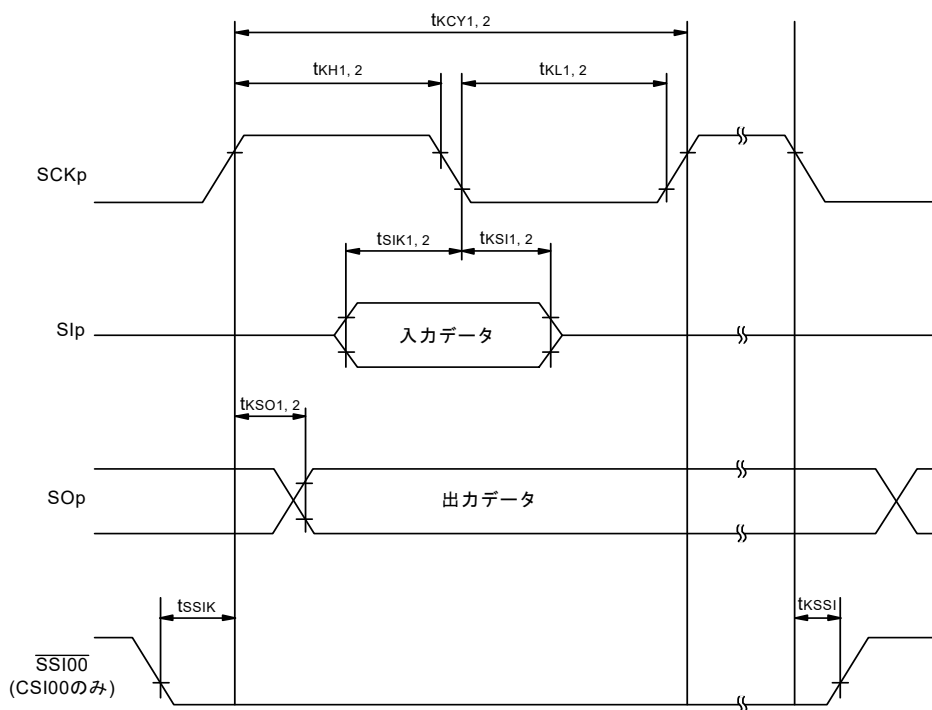 tKCY1, 2
tKH1, 2
tKL1, 2
SCKp
tSIK1, 2
tKSI1, 2
SIp
入力データ
tKSO1, 2
SOp
出力データ
tSSIK
tKSSI
SSI00
(CSI00のみ)